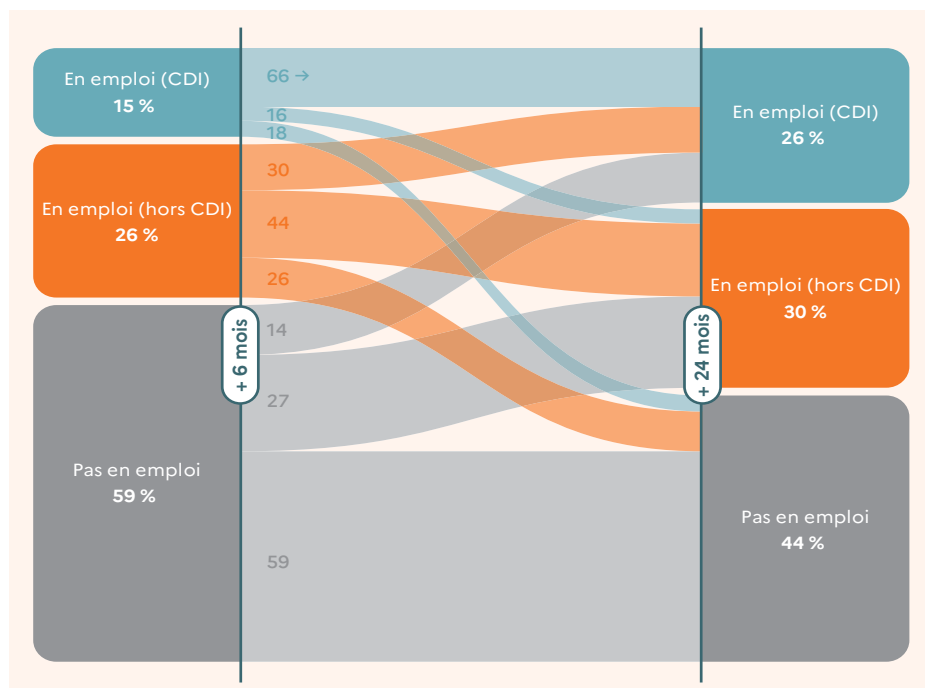 En emploi (CDI)
15 %
En emploi (hors CDI)
26 %
Pas en emploi
59 %
+ 6 mois
66 →
16
18
30
44
26
14
27
59
+ 24 mois
En emploi (CDI)
26 %
En emploi (hors CDI)
30 %
Pas en emploi
44 %